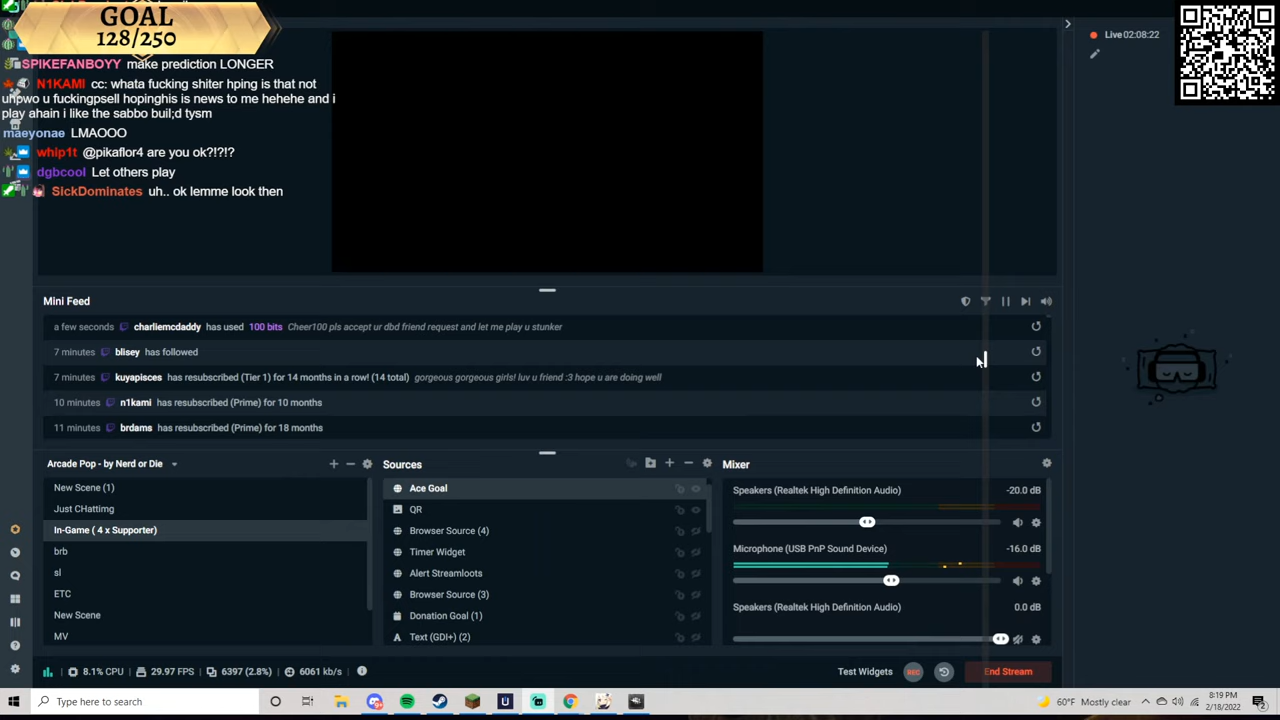 GOAL
128/250
SPIKEFANBOYY make prediction LONGER
N1KAMI cc: whata fucking shiter hping is that not
uhpwo u fuckingpsell hopinghis is news to me hehehe and i
play ahain i like the sabbo buil;d tysm
maeyonae LMAOOO
whip1t @pikaflor4 are you ok?!?!?
dgbcool Let others play
SickDominates uh.. ok lemme look then
Live 02:08:22
Mini Feed
a few seconds charliemcdaddy has used 100 bits Cheer100 pls accept ur dbd friend request and let me play u stunker
7 minutes blisey has followed
7 minutes kuyapisces has resubscribed (Tier 1) for 14 months in a row! (14 total) gorgeous gorgeous girls! luv u friend :3 hope u are doing well
10 minutes n1kami has resubscribed (Prime) for 10 months
11 minutes brdams has resubscribed (Prime) for 18 months
Arcade Pop - by Nerd or Die
New Scene (1)
Just CHattimg
In-Game ( 4 x Supporter)
brb
sl
ETC
New Scene
MV
Sources
Ace Goal
QR
Browser Source (4)
Timer Widget
Alert Streamloots
Browser Source (3)
Donation Goal (1)
Text (GDI+) (2)
Mixer
Speakers (Realtek High Definition Audio) -20.0 dB
Microphone (USB PnP Sound Device) -16.0 dB
Speakers (Realtek High Definition Audio) 0.0 dB
8.1% CPU 29.97 FPS 6397 (2.8%) 6061 kb/s
Test Widgets REC End Stream
Type here to search
60°F Mostly clear
8:19 PM
2/18/2022
2